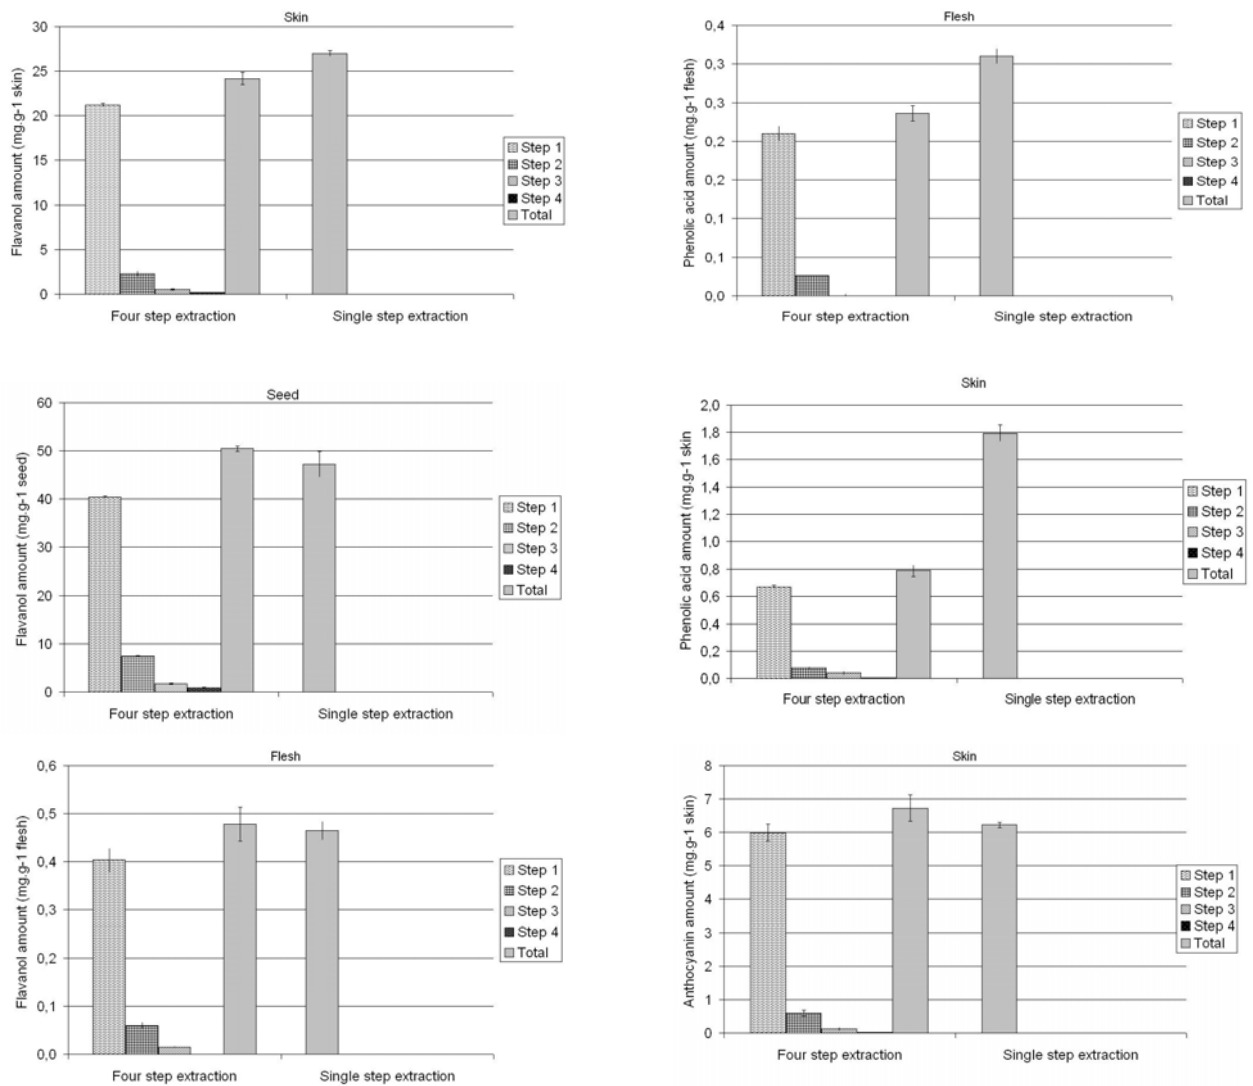 Skin
Flavanol amount (mg.g-1 skin)
30
25
20
15
10
5
0
Four step extraction
Single step extraction
Step 1
Step 2
Step 3
Step 4
Total
Flesh
Phenolic acid amount (mg.g-1 flesh)
0,4
0,3
0,3
0,2
0,2
0,1
0,1
0,0
Four step extraction
Single step extraction
Step 1
Step 2
Step 3
Step 4
Total
Seed
Flavanol amount (mg.g-1 seed)
60
50
40
30
20
10
0
Four step extraction
Single step extraction
Step 1
Step 2
Step 3
Step 4
Total
Skin
Phenolic acid amount (mg.g-1 skin
2,0
1,8
1,6
1,4
1,2
1,0
0,8
0,6
0,4
0,2
0,0
Four step extraction
Single step extraction
Step 1
Step 2
Step 3
Step 4
Total
Flesh
Flavanol amount (mg.g-1 flesh)
0,6
0,5
0,4
0,3
0,2
0,1
0,0
Four step extraction
Single step extraction
Step 1
Step 2
Step 3
Step 4
Total
Skin
Anthocyanin amount (mg.g-1 skin)
8
7
6
5
4
3
2
1
0
Four step extraction
Single step extraction
Step 1
Step 2
Step 3
Step 4
Total